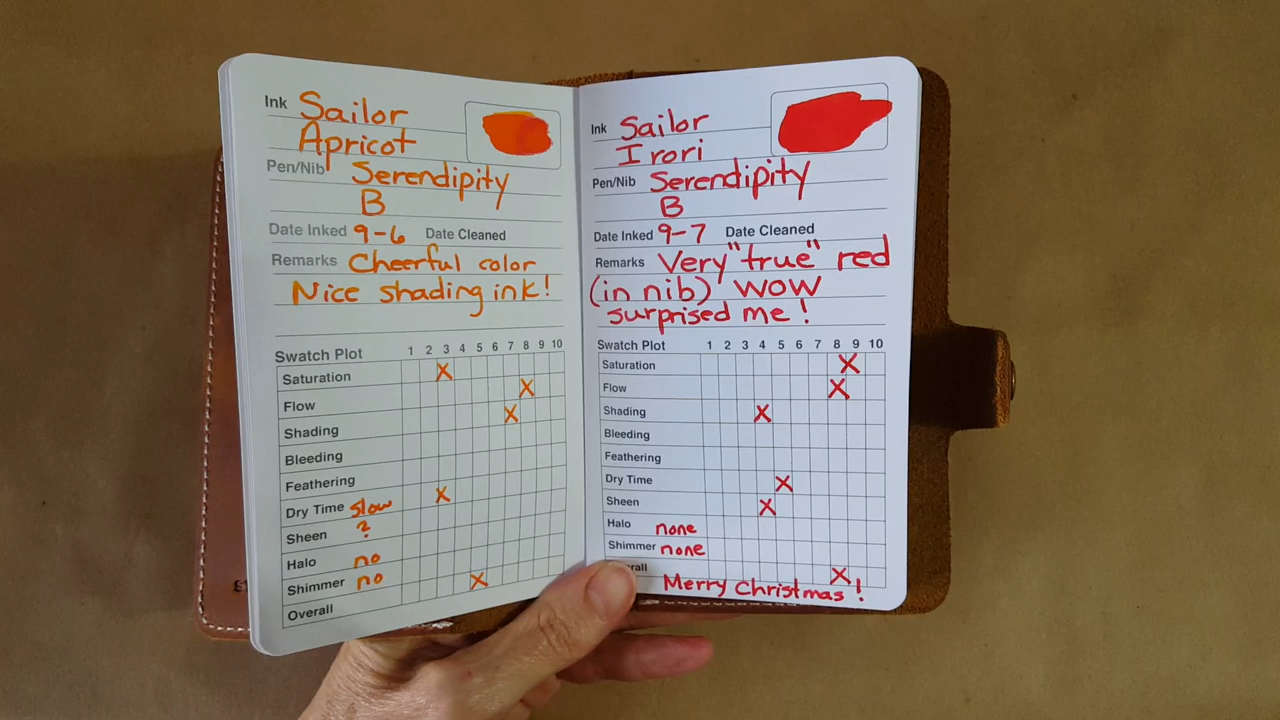 Ink Sailor
Apricot
Pen/Nib Serendipity
B
Date Inked 9-6 Date Cleaned
Remarks Cheerful color
Nice shading ink!
Swatch Plot 1 2 3 4 5 6 7 8 9 10
Saturation X
Flow X
Shading X
Bleeding
Feathering
Dry Time slow X
Sheen ?
Halo no
Shimmer no X
Overall
Ink Sailor
Irori
Pen/Nib Serendipity
B
Date Inked 9-7 Date Cleaned
Remarks Very "true" red
(in nib) WOW
surprised me!
Swatch Plot 1 2 3 4 5 6 7 8 9 10
Saturation X
Flow X
Shading X
Bleeding
Feathering
Dry Time X
Sheen X
Halo none
Shimmer none
X
Merry Christmas!